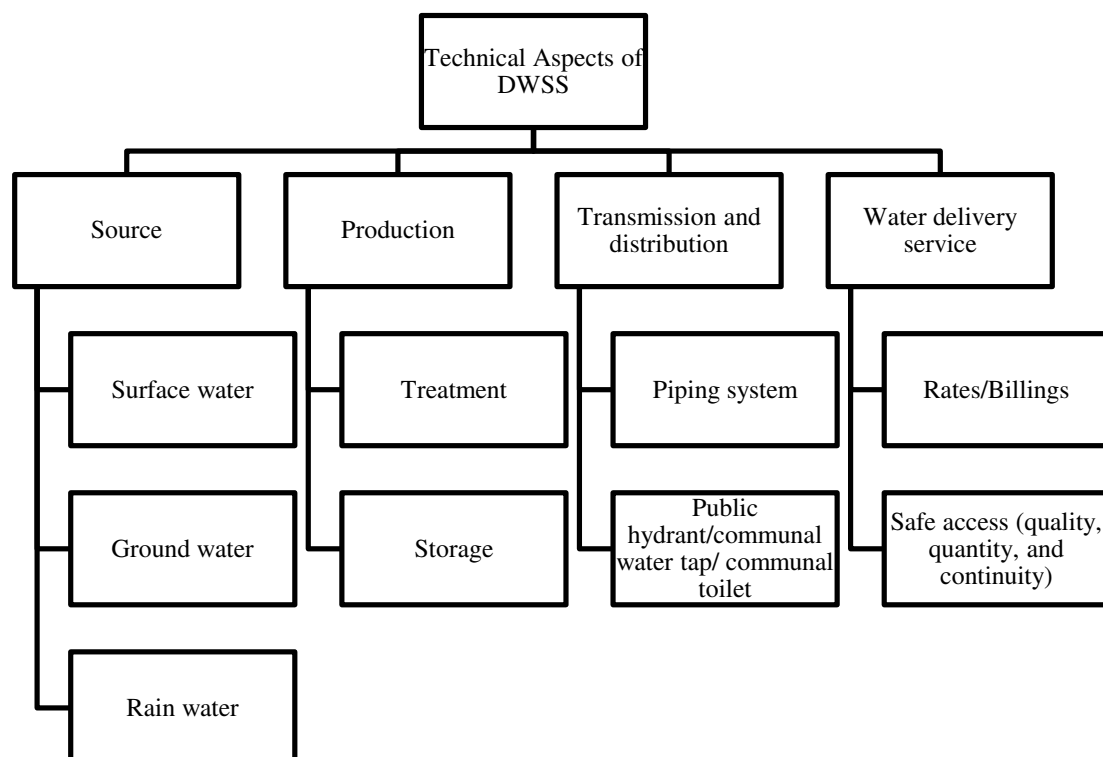 Technical Aspects of
DWSS
Source
Production
Transmission and
distribution
Water delivery
service
Surface water
Treatment
Piping system
Rates/Billings
Ground water
Storage
Public
hydrant/communal
water tap/ communal
toilet
Safe access (quality,
quantity, and
continuity)
Rain water